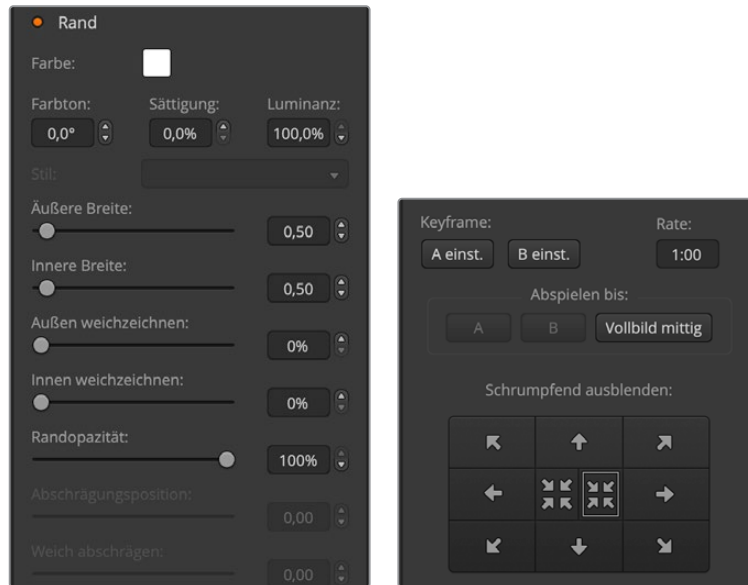 Rand
Farbe:
Farbton: Sättigung: Luminanz:
0,0° 0,0% 100,0%
Stil:
Äußere Breite:
0,50
Innere Breite:
0,50
Außen weichzeichnen:
0%
Innen weichzeichnen:
0%
Randopazität:
100%
Abschrägungsposition:
0,00
Weich abschrägen:
0,00
Keyframe: Rate:
A einst. B einst. 1:00
Abspielen bis:
A B Vollbild mittig
Schrumpfend ausblenden: